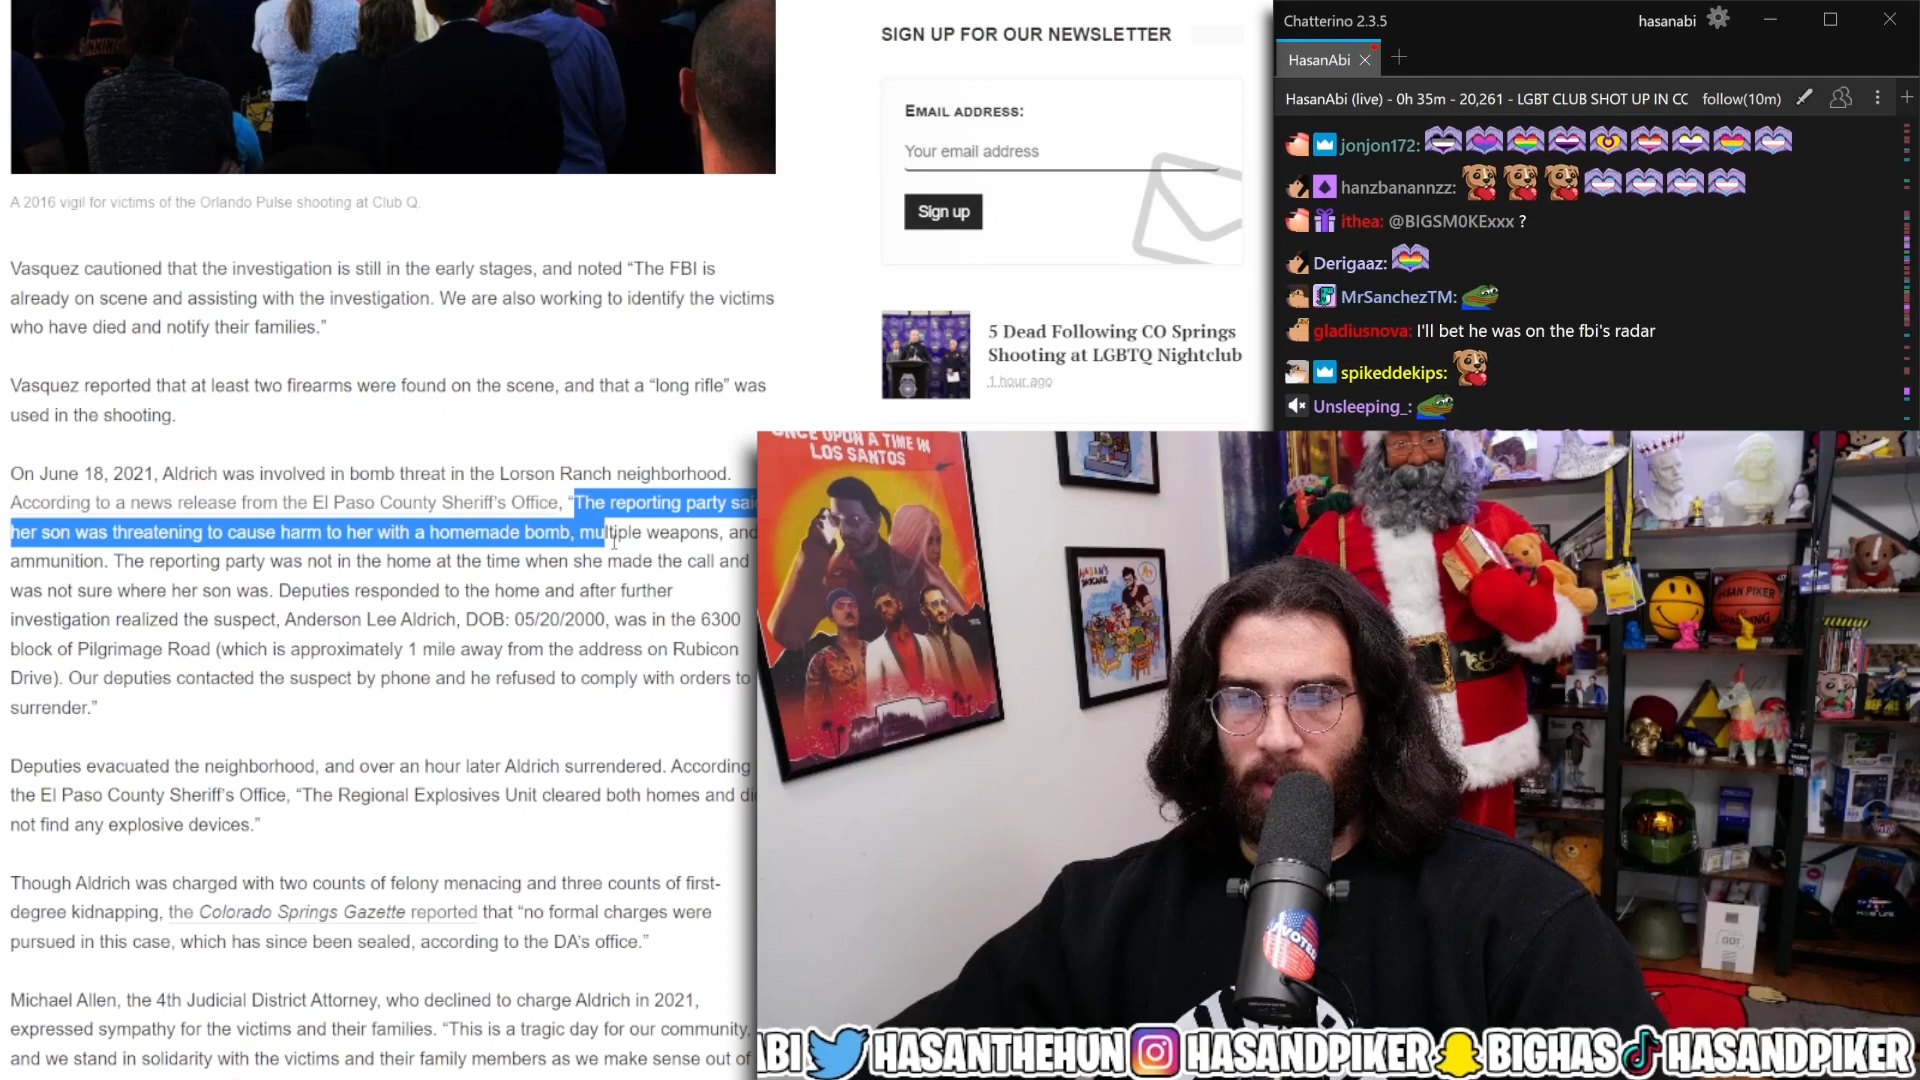 A 2016 vigil for victims of the Orlando Pulse shooting at Club Q.
Vasquez cautioned that the investigation is still in the early stages, and noted “The FBI is
already on scene and assisting with the investigation. We are also working to identify the victims
who have died and notify their families.”
Vasquez reported that at least two firearms were found on the scene, and that a “long rifle” was
used in the shooting.
On June 18, 2021, Aldrich was involved in bomb threat in the Lorson Ranch neighborhood.
According to a news release from the El Paso County Sheriff’s Office, “The reporting party sai
her son was threatening to cause harm to her with a homemade bomb, multiple weapons, and
ammunition. The reporting party was not in the home at the time when she made the call and
was not sure where her son was. Deputies responded to the home and after further
investigation realized the suspect, Anderson Lee Aldrich, DOB: 05/20/2000, was in the 6300
block of Pilgrimage Road (which is approximately 1 mile away from the address on Rubicon
Drive). Our deputies contacted the suspect by phone and he refused to comply with orders to
surrender.”
Deputies evacuated the neighborhood, and over an hour later Aldrich surrendered. According
the El Paso County Sheriff’s Office, “The Regional Explosives Unit cleared both homes and di
not find any explosive devices.”
Though Aldrich was charged with two counts of felony menacing and three counts of first-
degree kidnapping, the Colorado Springs Gazette reported that “no formal charges were
pursued in this case, which has since been sealed, according to the DA’s office.”
Michael Allen, the 4th Judicial District Attorney, who declined to charge Aldrich in 2021,
expressed sympathy for the victims and their families. “This is a tragic day for our community,
and we stand in solidarity with the victims and their family members as we make sense out of
SIGN UP FOR OUR NEWSLETTER
EMAIL ADDRESS:
Your email address
Sign up
5 Dead Following CO Springs
Shooting at LGBTQ Nightclub
1 hour ago
Chatterino 2.3.5
hasanabi
HasanAbi
HasanAbi (live) - 0h 35m - 20,261 - LGBT CLUB SHOT UP IN CC
follow(10m)
jonjon172:
hanzbanannzz:
ithea: @BIGSM0KExxx ?
Derigaaz:
MrSanchezTM:
gladiusnova: I'll bet he was on the fbi's radar
spikeddekips:
Unsleeping_:
ONCE UPON A TIME IN
LOS SANTOS
HASAN PIKER
VOTED
ABI HASANTHEHUN HASANDPIKER BIGHAS HASANDPIKER